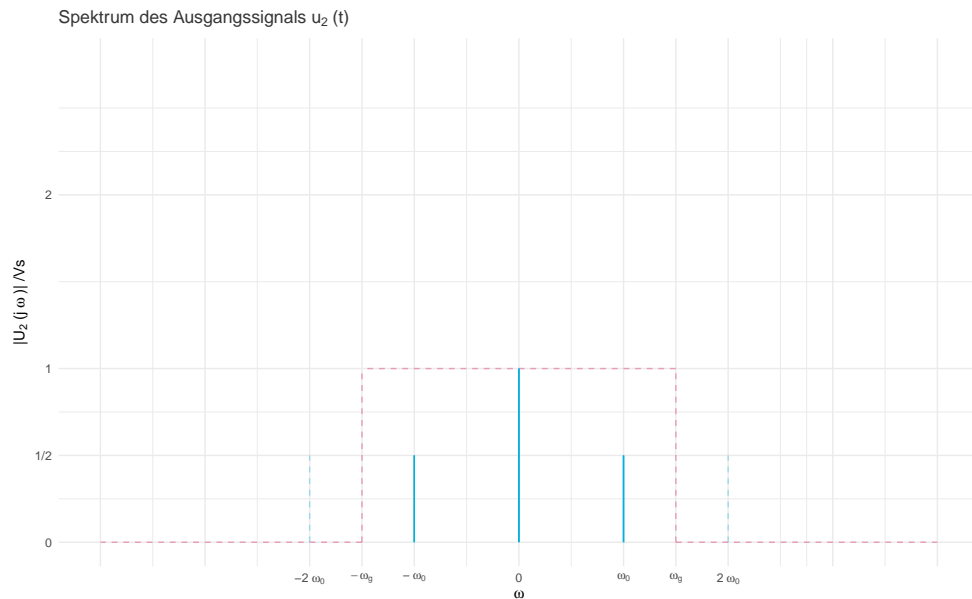 Spektrum des Ausgangssignals u₂ (t)
|U₂ (j ω)| /Vs
2
1
1/2
0
−2 ω₀ −ω_g −ω₀ 0 ω₀ ω_g 2 ω₀
ω